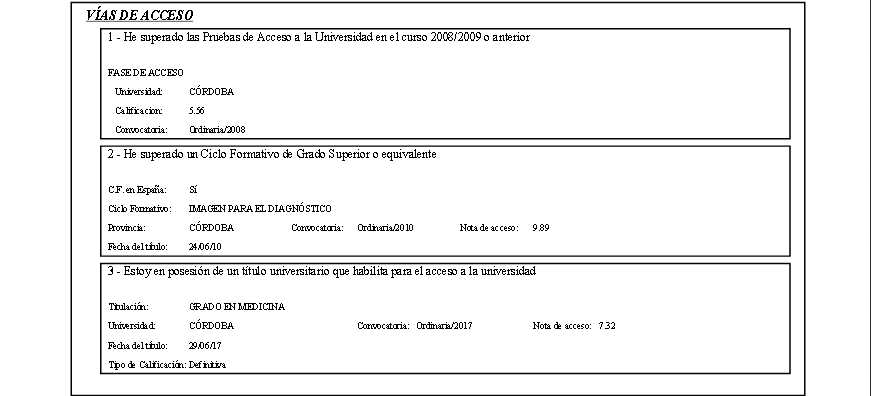 VÍAS DE ACCESO
1 - He superado las Pruebas de Acceso a la Universidad en el curso 2008/2009 o anterior
FASE DE ACCESO
Universidad: CÓRDOBA
Calificacion: 5.56
Convocatoria: Ordinaria/2008
2 - He superado un Ciclo Formativo de Grado Superior o equivalente
C.F. en España: Sí
Ciclo Formativo: IMAGEN PARA EL DIAGNÓSTICO
Provincia: CÓRDOBA Convocatoria: Ordinaria/2010 Nota de acceso: 9.89
Fecha del título: 24/06/10
3 - Estoy en posesión de un título universitario que habilita para el acceso a la universidad
Titulación: GRADO EN MEDICINA
Universidad: CÓRDOBA Convocatoria: Ordinaria/2017 Nota de acceso: 7.32
Fecha del título: 29/06/17
Tipo de Calificación: Definitiva